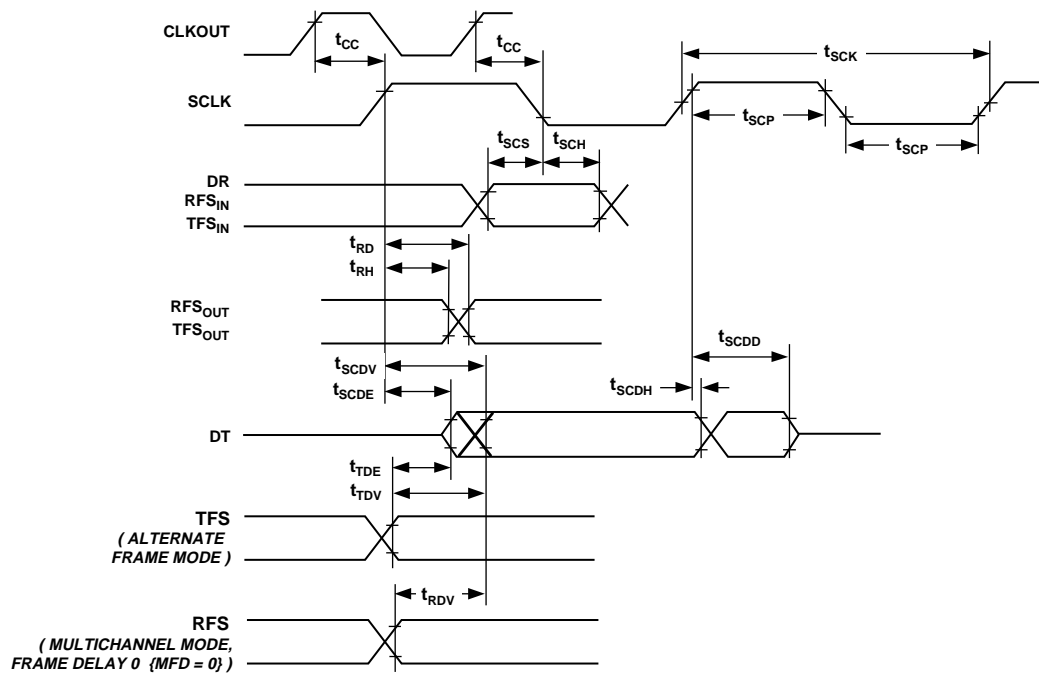 CLKOUT
tCC
tCC
tSCK
SCLK
tSCP
tSCP
tSCS
tSCH
DR
RFSIN
TFSIN
tRD
tRH
RFSOUT
TFSOUT
tSCDV
tSCDE
tSCDD
tSCDH
DT
tTDE
tTDV
TFS
( ALTERNATE
FRAME MODE )
tRDV
RFS
( MULTICHANNEL MODE,
FRAME DELAY 0 {MFD = 0} )